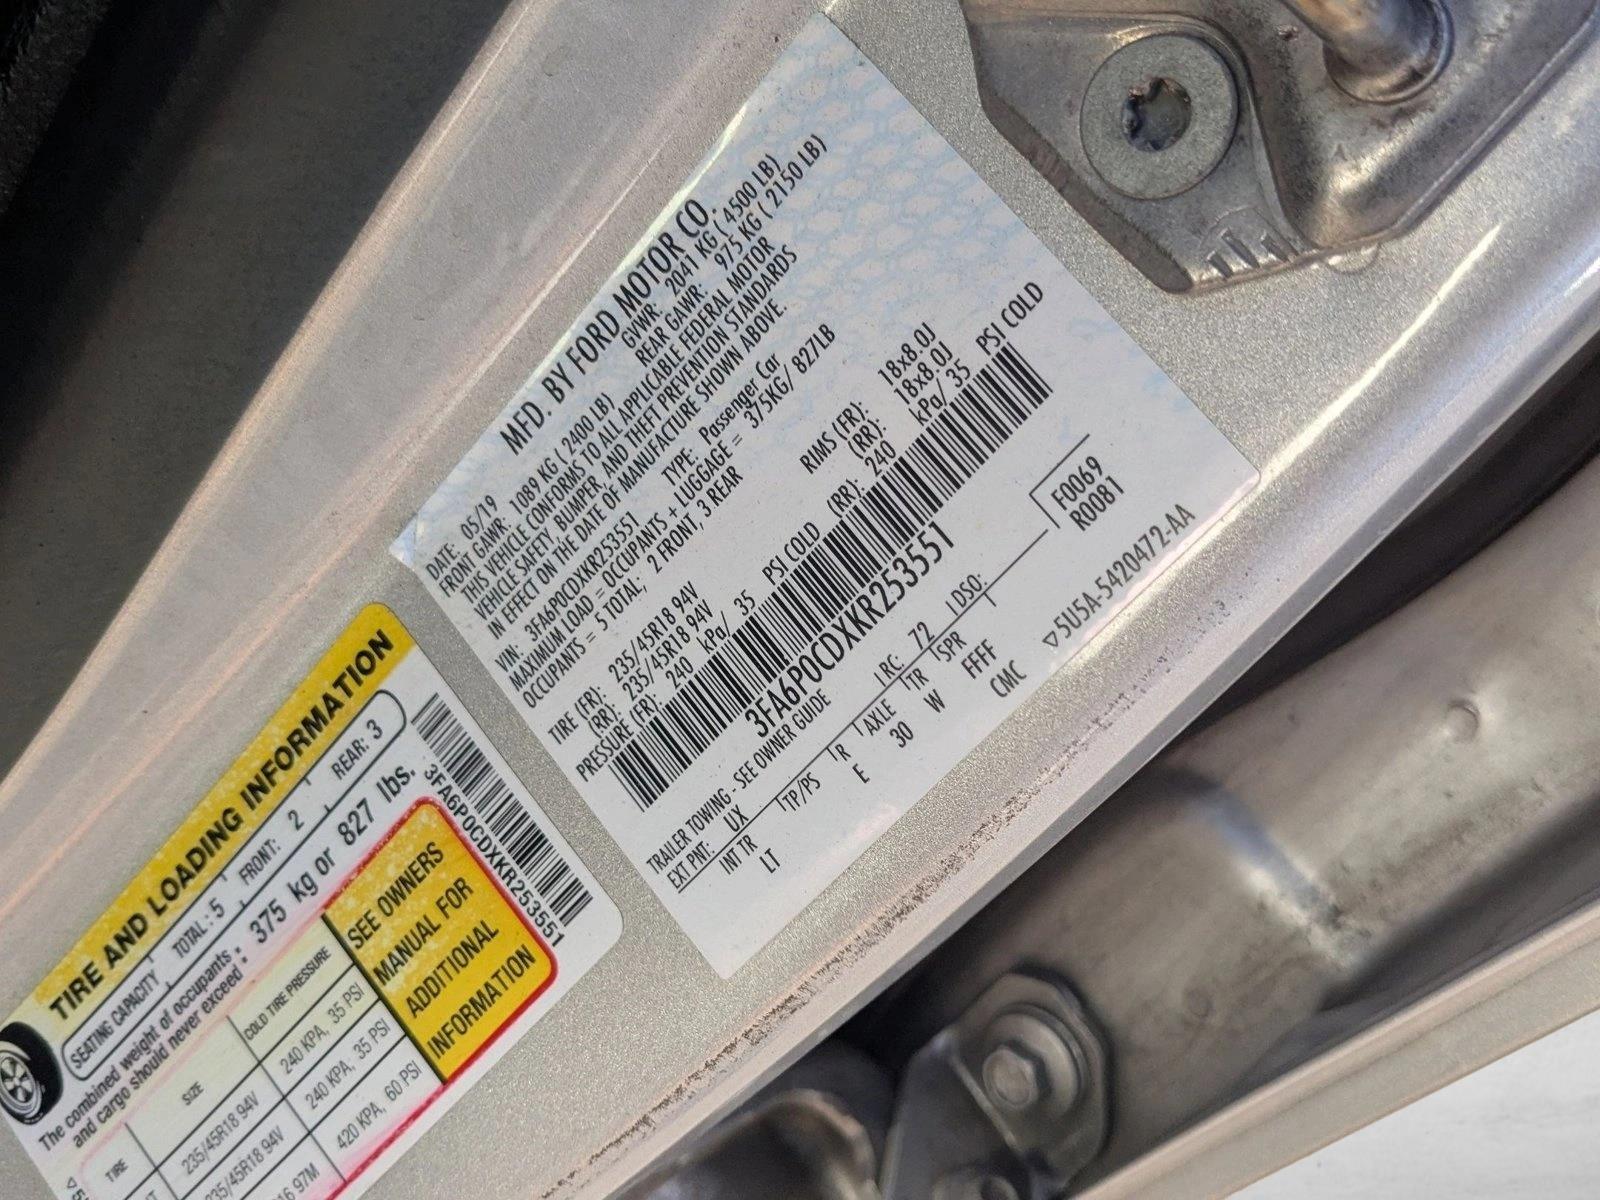 MFD. BY FORD MOTOR CO.
DATE: 05/19 GVWR: 2041 KG ( 4500 LB)
FRONT GAWR: 1089 KG ( 2400 LB) REAR GAWR: 975 KG ( 2150 LB)
THIS VEHICLE CONFORMS TO ALL APPLICABLE FEDERAL MOTOR
VEHICLE SAFETY, BUMPER AND THEFT PREVENTION STANDARDS
IN EFFECT ON THE DATE OF MANUFACTURE SHOWN ABOVE.
VIN: 3FA6P0CDXKR253551 TYPE: Passenger Car
MAXIMUM LOAD = OCCUPANTS + LUGGAGE = 375KG/ 827LB
OCCUPANTS = 5 TOTAL; 2 FRONT, 3 REAR
TIRE (FR): 235/45R18 94V RIMS (FR): 18x8.0J
(RR): 235/45R18 94V (RR): 18x8.0J
PRESSURE (FR): 240 kPa/ 35 PSI COLD (RR): 240 kPa/ 35 PSI COLD
3FA6P0CDXKR253551
TRAILER TOWING - SEE OWNER GUIDE
EXT PNT: UX RC: 72 DSO: F0069
R0081
INT TR TP/PS R AXLE TR SPR
LT E 30 W FFFF
CMC
▽5U5A-5420472-AA
TIRE AND LOADING INFORMATION
SEATING CAPACITY TOTAL: 5 FRONT: 2 REAR: 3
The combined weight of occupants
and cargo should never exceed: 375 kg or 827 lbs.
TIRE SIZE COLD TIRE PRESSURE
235/45R18 94V 240 KPA, 35 PSI
235/45R18 94V 240 KPA, 35 PSI
97M 420 KPA, 60 PSI
SEE OWNERS
MANUAL FOR
ADDITIONAL
INFORMATION
3FA6P0CDXKR253551